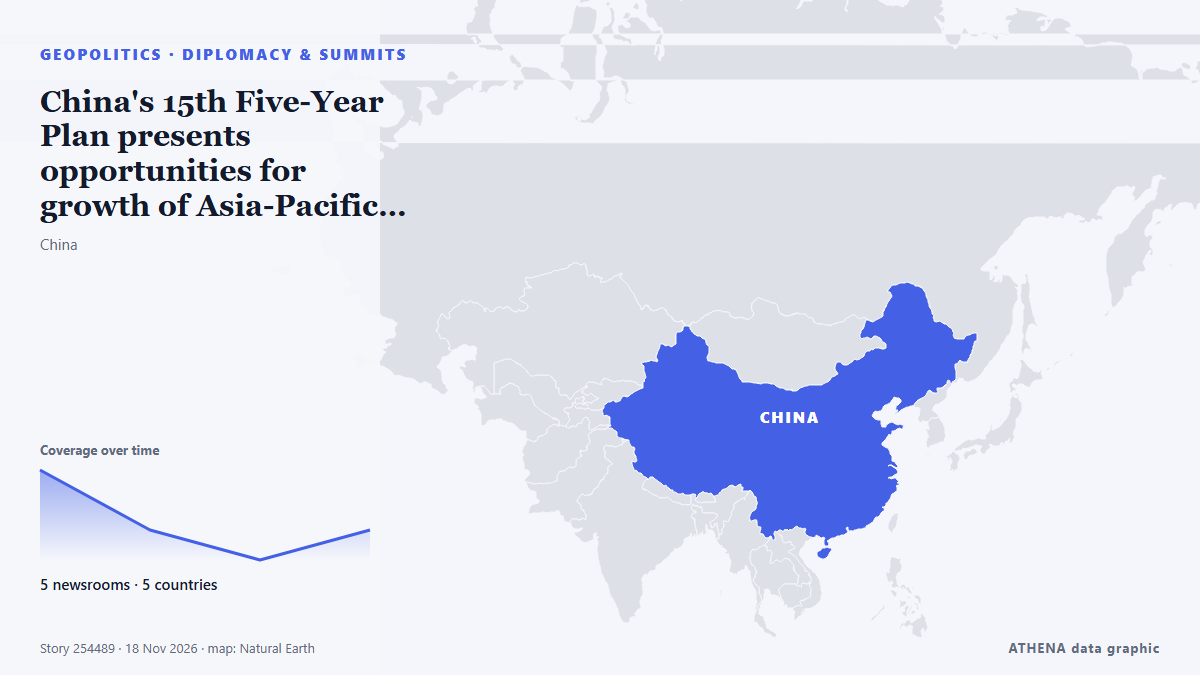 GEOPOLITICS · DIPLOMACY & SUMMITS
China's 15th Five-Year
Plan presents
opportunities for
growth of Asia-Pacific...
China
CHINA
Coverage over time
5 newsrooms · 5 countries
Story 254489 · 18 Nov 2026 · map: Natural Earth
ATHENA data graphic